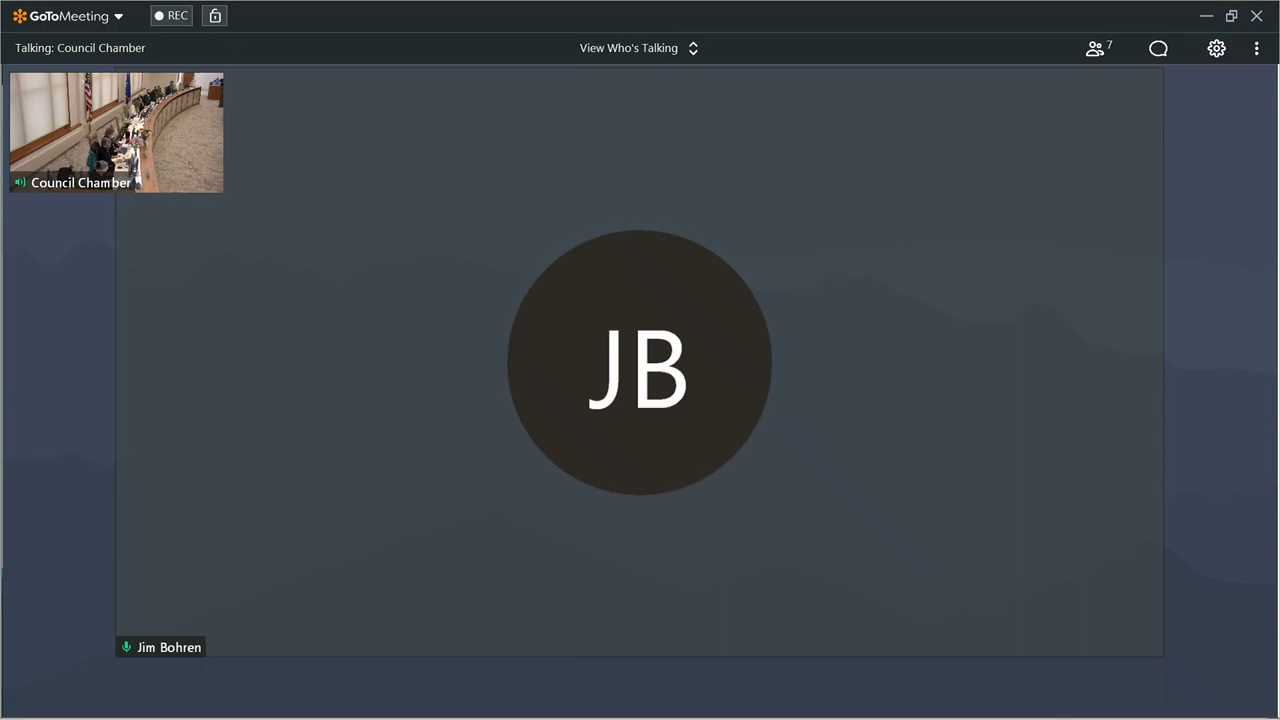 GoToMeeting
REC
Talking: Council Chamber
View Who's Talking
7
Council Chamber
JB
Jim Bohren